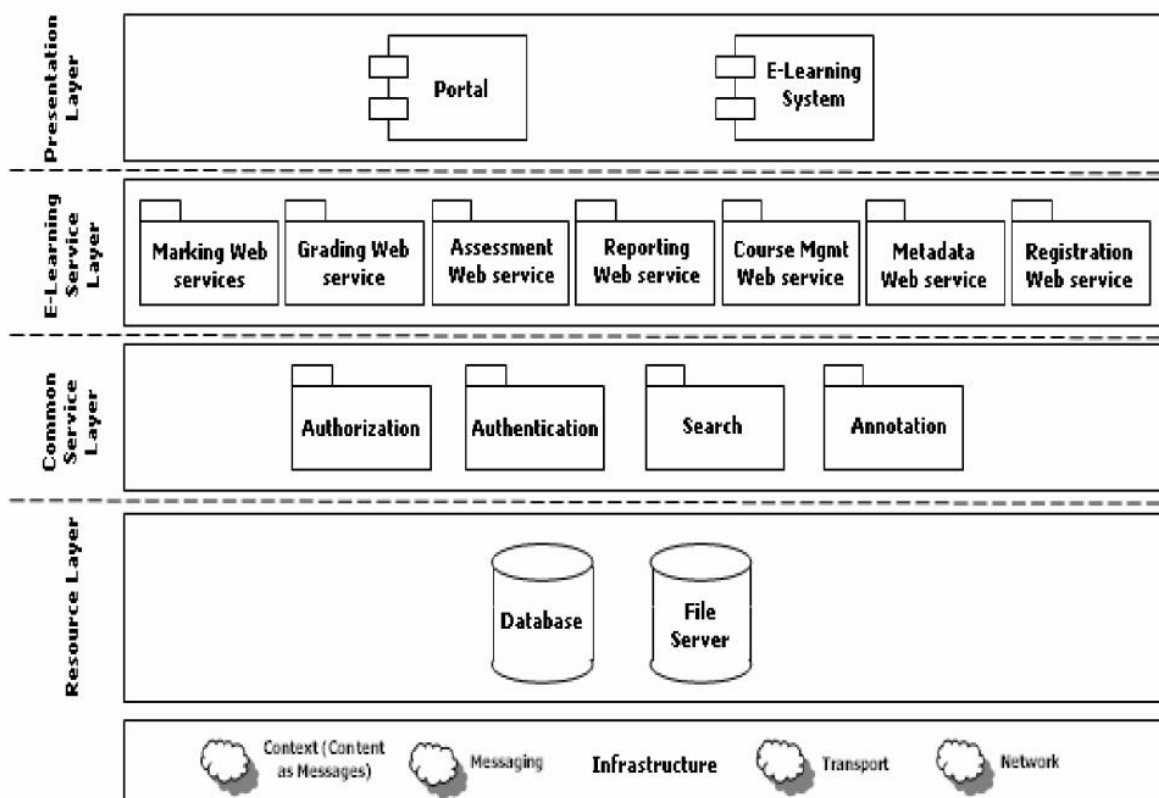 Presentation
Layer
Portal
E-Learning
System
E-Learning
Service
Layer
Marking Web
services
Grading Web
service
Assessment
Web service
Reporting
Web service
Course Mgmt
Web service
Metadata
Web service
Registration
Web service
Common
Service
Layer
Authorization
Authentication
Search
Annotation
Resource Layer
Database
File
Server
Context (Content
as Messages)
Messaging
Infrastructure
Transport
Network